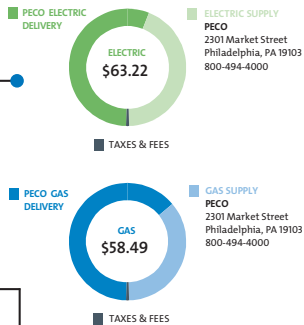 PECO ELECTRIC
DELIVERY
ELECTRIC
$63.22
ELECTRIC SUPPLY
PECO
2301 Market Street
Philadelphia, PA 19103
800-494-4000
TAXES & FEES
PECO GAS
DELIVERY
GAS
$58.49
GAS SUPPLY
PECO
2301 Market Street
Philadelphia, PA 19103
800-494-4000
TAXES & FEES